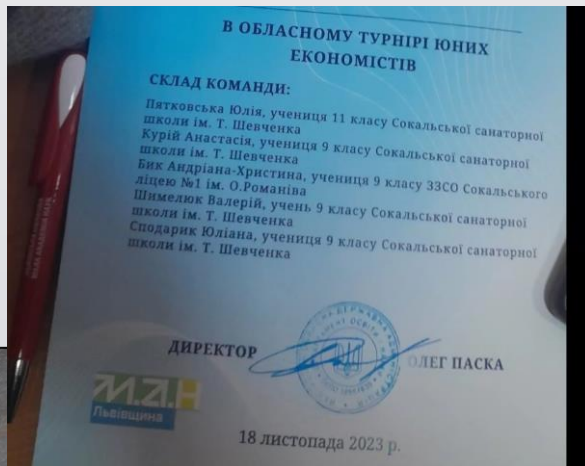 В ОБЛАСНОМУ ТУРНІРІ ЮНИХ
ЕКОНОМІСТІВ
СКЛАД КОМАНДИ:
Пятковська Юлія, учениця 11 класу Сокальської санаторної
школи ім. Т. Шевченка
Курій Анастасія, учениця 9 класу Сокальської санаторної
школи ім. Т. Шевченка
Бик Андріана-Христина, учениця 9 класу ЗЗСО Сокальського
ліцею №1 ім. О.Романіва
Шимелюк Валерій, учень 9 класу Сокальської санаторної
школи ім. Т. Шевченка
Сподарик Юліана, учениця 9 класу Сокальської санаторної
школи ім. Т. Шевченка
ДИРЕКТОР
ОЛЕГ ПАСКА
М.А.Н
Львівщина
18 листопада 2023 р.